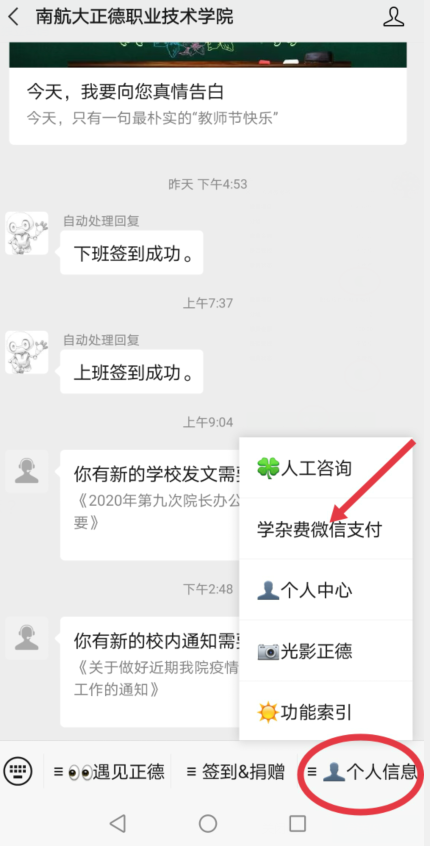 南航大正德职业技术学院
今天，我要向您真情告白
今天，只有一句最朴实的“教师节快乐”
昨天 下午4:53
自动处理回复
下班签到成功。
上午7:37
自动处理回复
上班签到成功。
上午9:04
你有新的学校发文需
《2020年第九次院长办公
要》
🍀人工咨询
学杂费微信支付
👤个人中心
📷光影正德
☀功能索引
下午2:48
你有新的校内通知需
《关于做好近期我院疫情
工作的通知》
≡ 👀遇见正德
≡ 签到&捐赠
≡ 👤个人信息